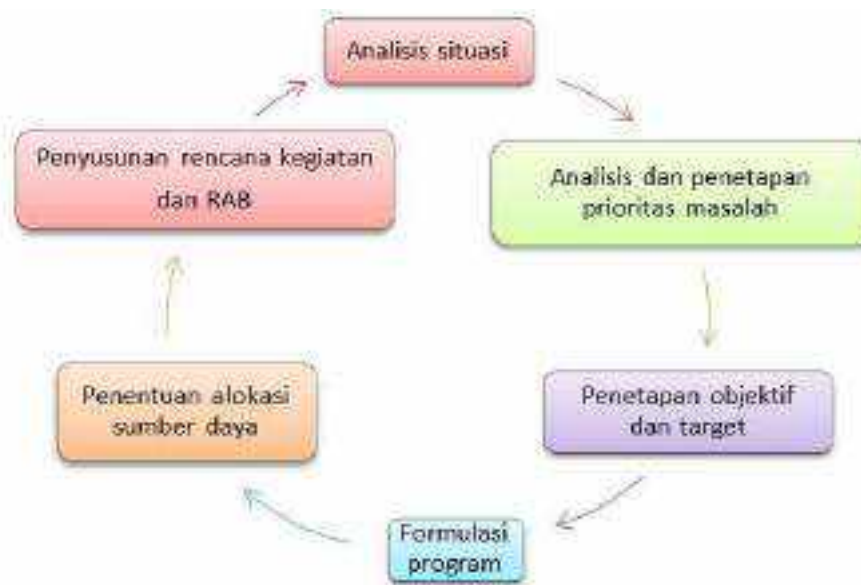 Analisis situasi
Analisis dan penetapan
prioritas masalah
Penetapan objektif
dan target
Formulasi
program
Penentuan alokasi
sumber daya
Penyusunan rencana kegiatan
dan RAB